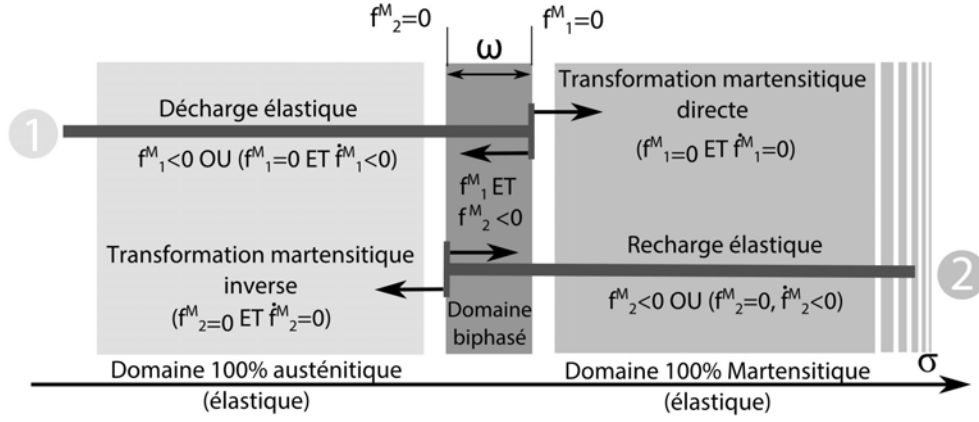 f^M_2=0
f^M_1=0
ω
1
Décharge élastique
f^M_1<0 OU (f^M_1=0 ET ḟ^M_1<0)
Transformation martensitique
directe
(f^M_1=0 ET ḟ^M_1=0)
f^M_1 ET
f^M_2 <0
Transformation martensitique
inverse
(f^M_2=0 ET ḟ^M_2=0)
Recharge élastique
f^M_2<0 OU (f^M_2=0, ḟ^M_2<0)
2
Domaine
biphasé
Domaine 100% austénitique
(élastique)
Domaine 100% Martensitique
(élastique)
σ